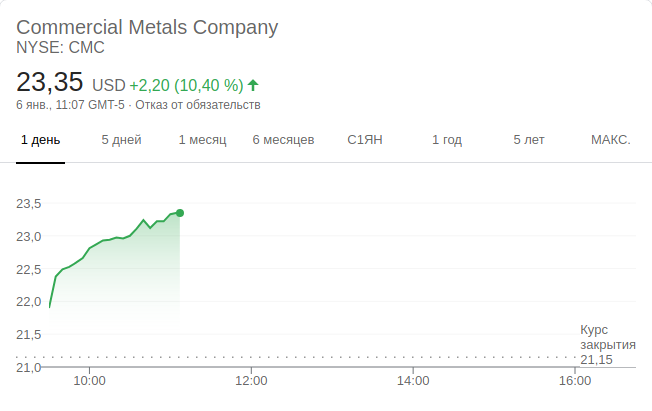 Commercial Metals Company
NYSE: CMC
23,35 USD +2,20 (10,40 %)
6 янв., 11:07 GMT-5 · Отказ от обязательств
1 день 5 дней 1 месяц 6 месяцев С1ЯН 1 год 5 лет МАКС.
23,5
23,0
22,5
22,0
21,5
21,0
Курс
закрытия
21,15
10:00 12:00 14:00 16:00